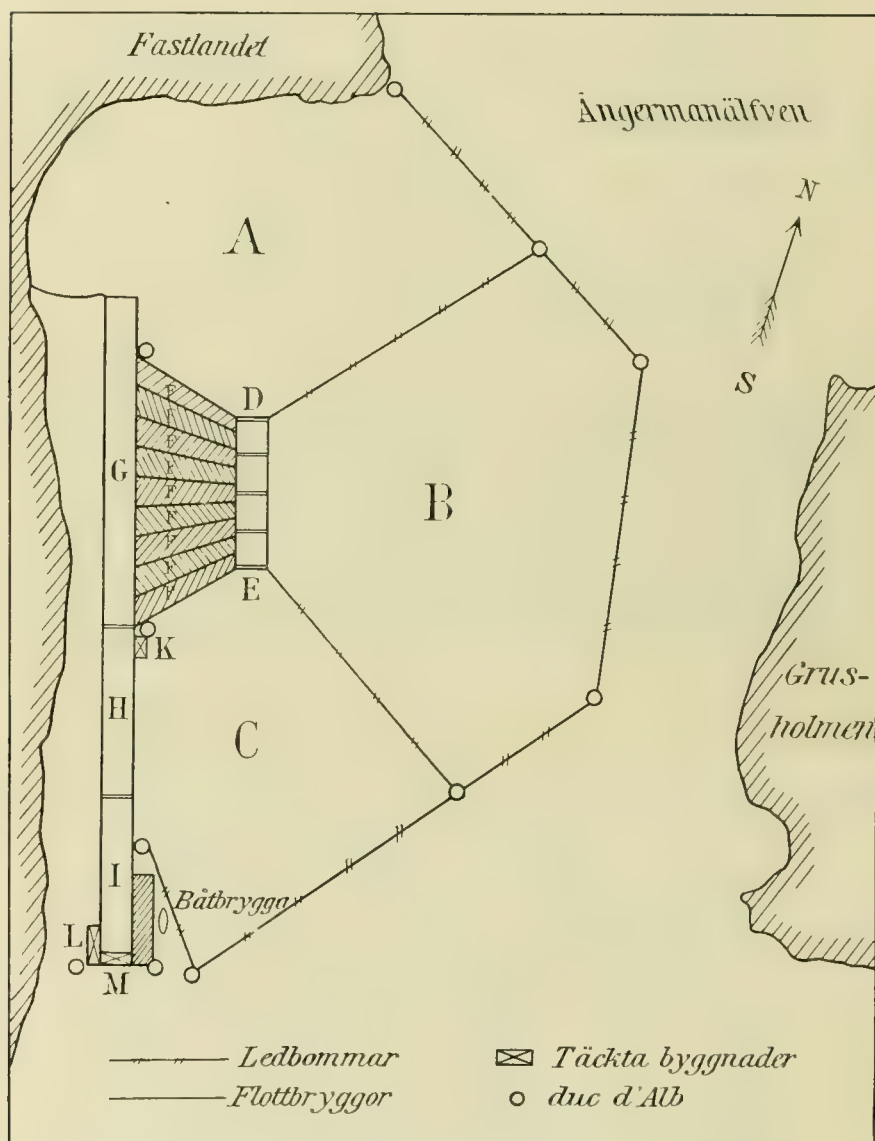 Fastlandet
Ångermanälfven
N
S
A
D
F
F
F
F
F
F
F
F
F
G
B
E
K
H
C
Grus-
holmen
I
Båtbrygga
L
M
Ledbommar
Täckta byggnader
Flottbryggor
duc d'Alb